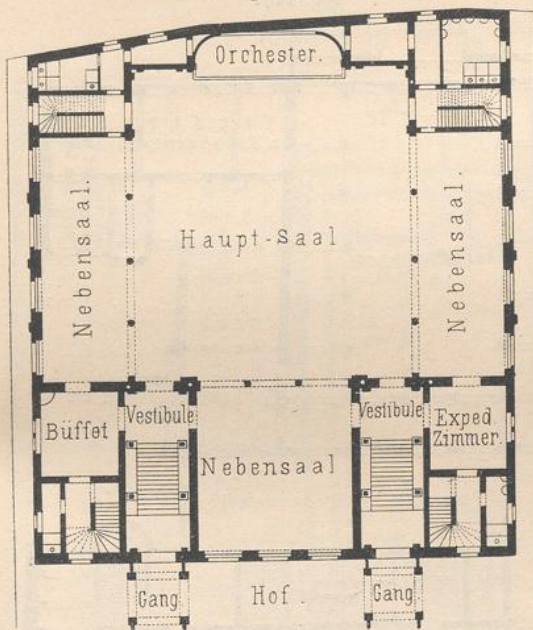 Orchester.
Nebensaal.
Haupt-Saal
Nebensaal.
Büffet
Vestibule
Nebensaal
Vestibule
Exped.
Zimmer.
Gang
Hof.
Gang